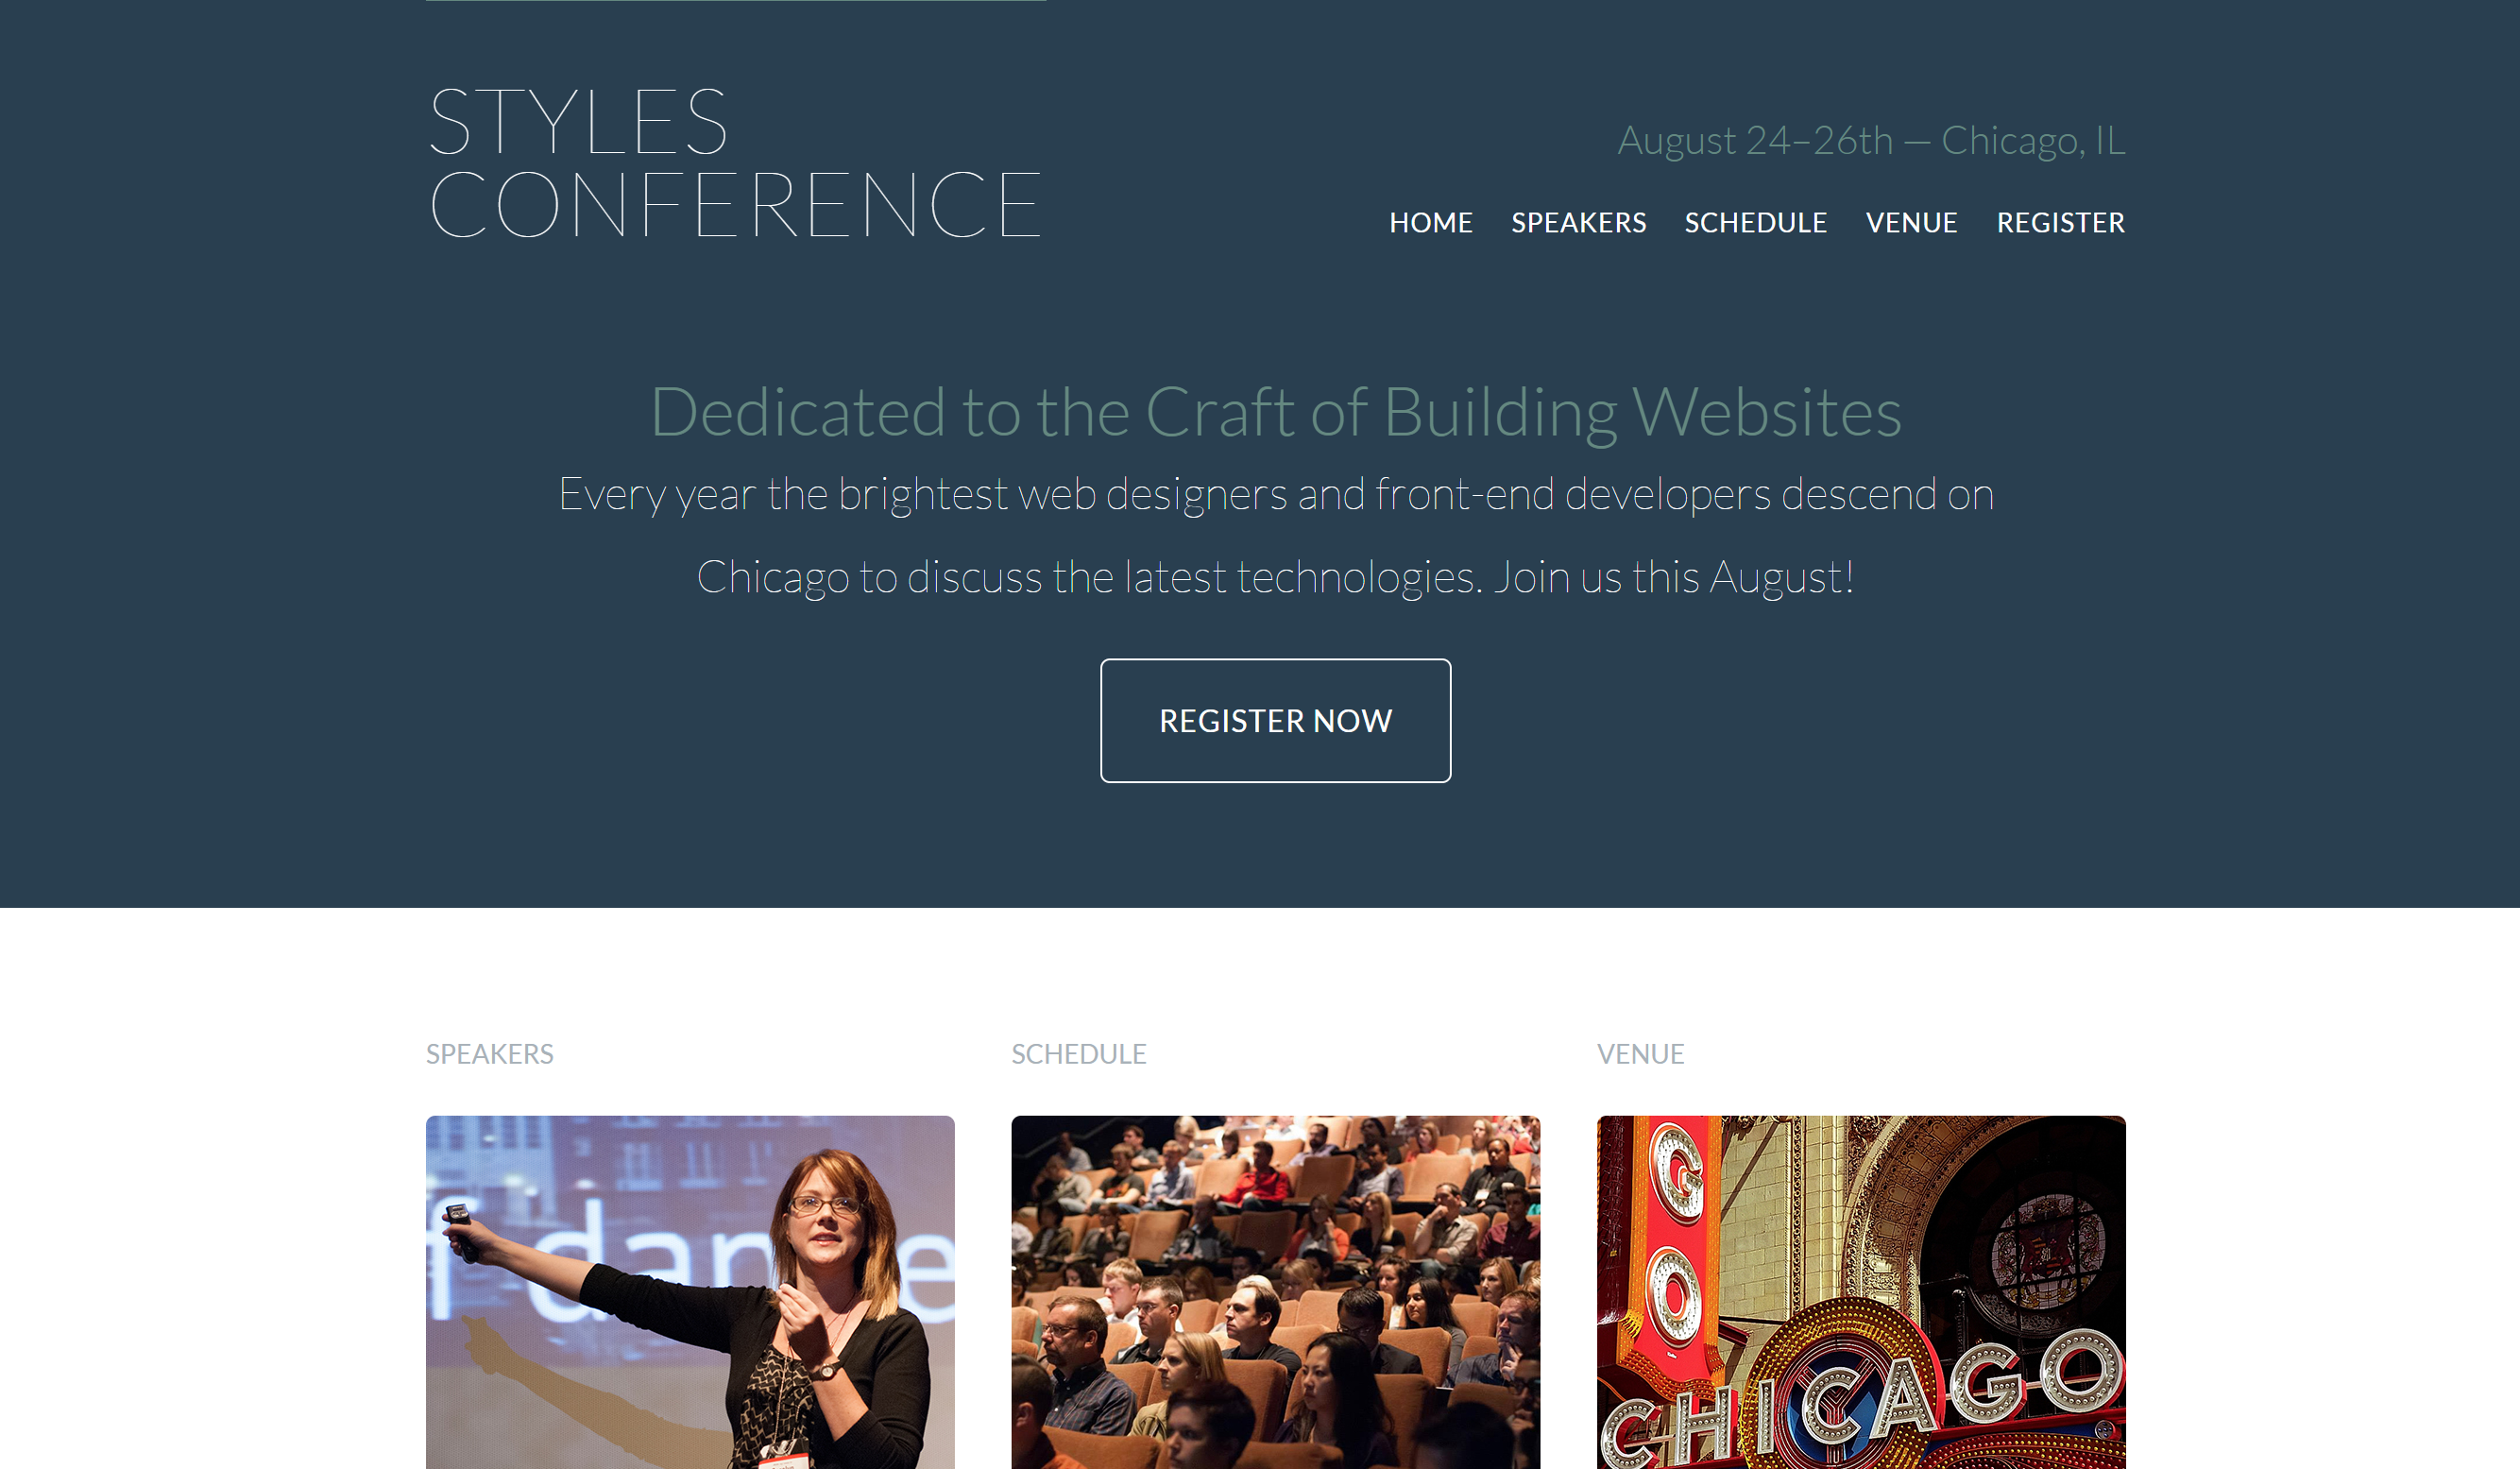 STYLES
CONFERENCE
August 24–26th — Chicago, IL
HOME SPEAKERS SCHEDULE VENUE REGISTER
Dedicated to the Craft of Building Websites
Every year the brightest web designers and front-end developers descend on
Chicago to discuss the latest technologies. Join us this August!
REGISTER NOW
SPEAKERS SCHEDULE VENUE
GO
CHICAGO